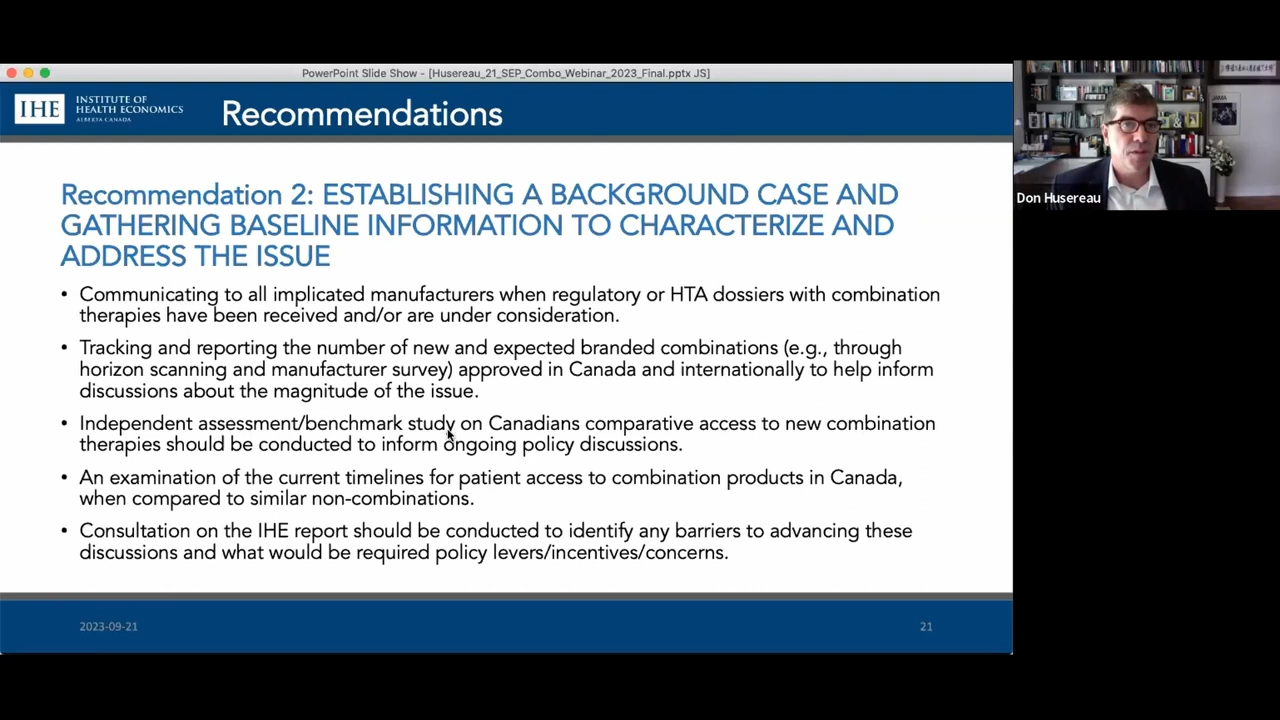 PowerPoint Slide Show - [Husereau_21_SEP_Combo_Webinar_2023_Final.pptx JS]
IHE
INSTITUTE OF
HEALTH ECONOMICS
ALBERTA CANADA
Recommendations
Recommendation 2: ESTABLISHING A BACKGROUND CASE AND
GATHERING BASELINE INFORMATION TO CHARACTERIZE AND
ADDRESS THE ISSUE
• Communicating to all implicated manufacturers when regulatory or HTA dossiers with combination
therapies have been received and/or are under consideration.
• Tracking and reporting the number of new and expected branded combinations (e.g., through
horizon scanning and manufacturer survey) approved in Canada and internationally to help inform
discussions about the magnitude of the issue.
• Independent assessment/benchmark study on Canadians comparative access to new combination
therapies should be conducted to inform ongoing policy discussions.
• An examination of the current timelines for patient access to combination products in Canada,
when compared to similar non-combinations.
• Consultation on the IHE report should be conducted to identify any barriers to advancing these
discussions and what would be required policy levers/incentives/concerns.
2023-09-21
21
JAMA
Don Husereau